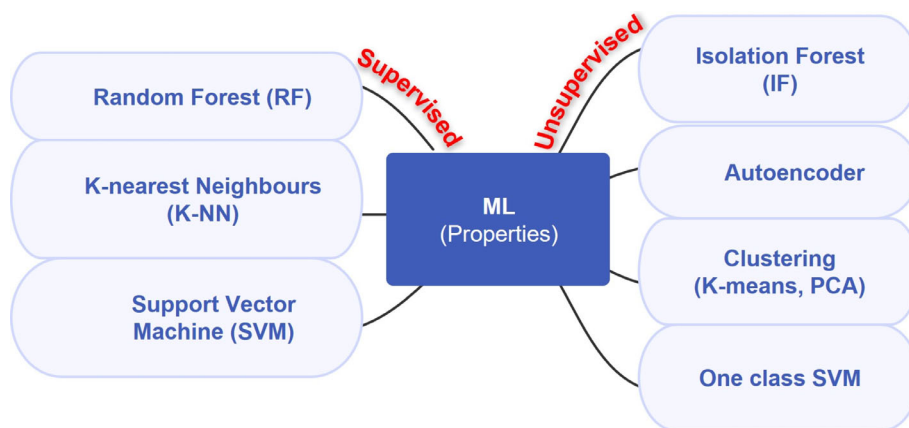 Supervised
Random Forest (RF)
K-nearest Neighbours
(K-NN)
Support Vector
Machine (SVM)
ML
(Properties)
Unsupervised
Isolation Forest
(IF)
Autoencoder
Clustering
(K-means, PCA)
One class SVM